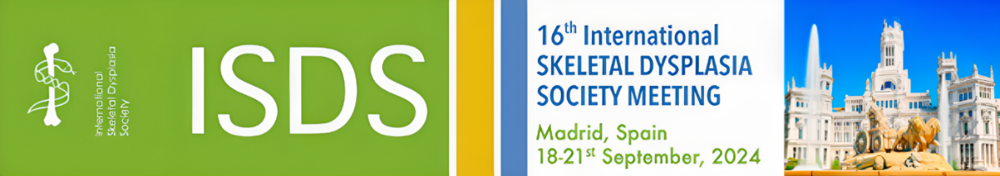 International
Skeletal Dysplasia
Society
ISDS
16th International
SKELETAL DYSPLASIA
SOCIETY MEETING
Madrid, Spain
18-21st September, 2024